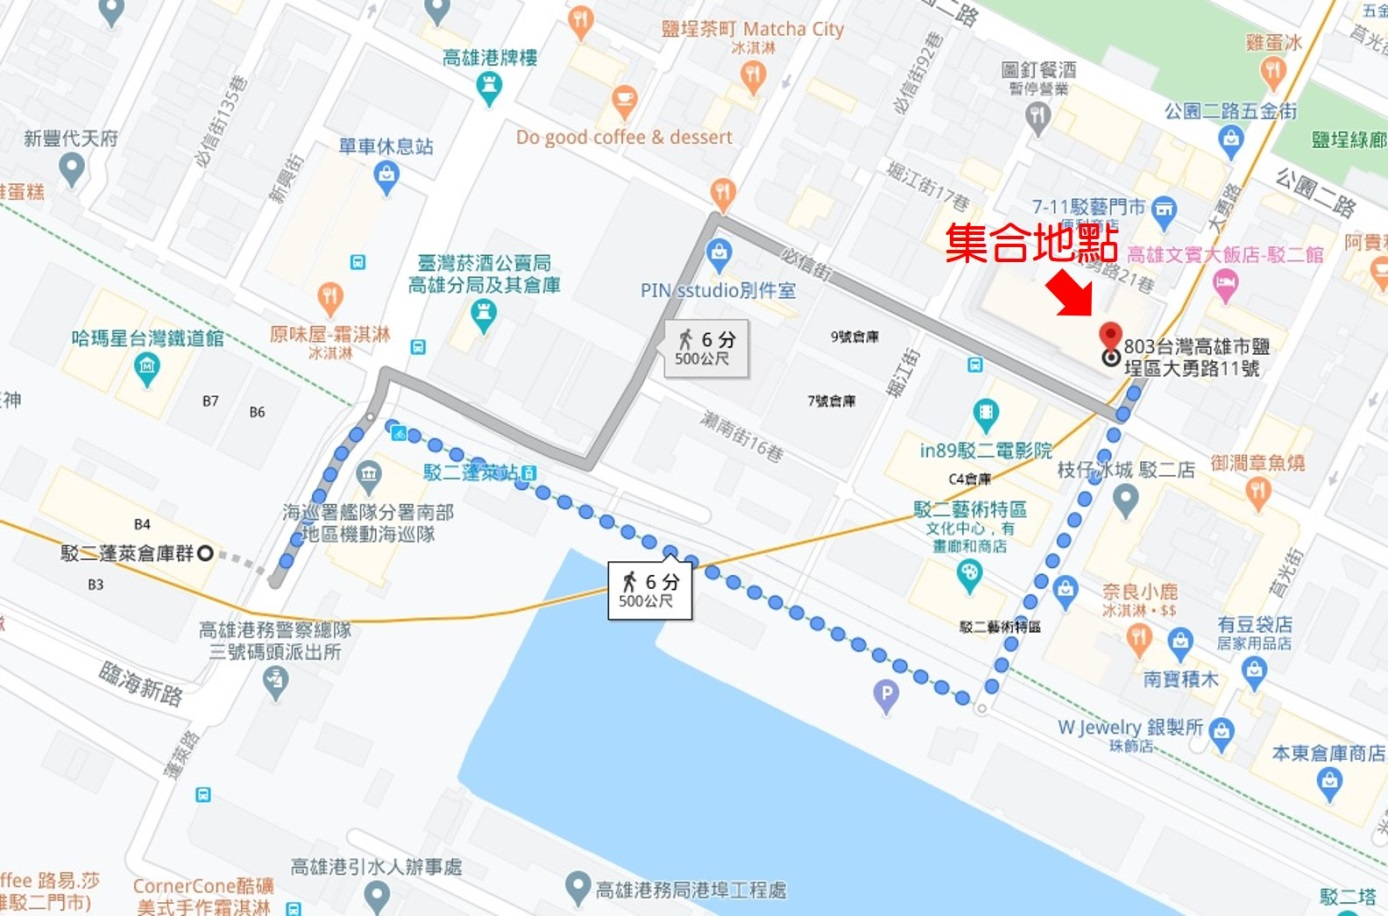 鹽埕茶町 Matcha City
冰淇淋
高雄港牌樓
必信街92巷
圖釘餐酒
暫停營業
雞蛋冰
公園二路五金街
鹽埕綠廊
公園二路
新豐代天府
必信街135巷
單車休息站
新興街
Do good coffee & dessert
堀江街17巷
7-11駁藝門市
便利商店
大勇路
集合地點
高雄文賓大飯店-駁二館
大勇路21巷
必信街
臺灣菸酒公賣局
高雄分局及其倉庫
PIN sstudio別件室
原味屋-霜淇淋
冰淇淋
哈瑪星台灣鐵道館
6 分
500公尺
9號倉庫
803台灣高雄市鹽
埕區大勇路11號
堀江街
B7
B6
7號倉庫
瀨南街16巷
in89駁二電影院
駁二蓬萊站
C4倉庫
枝仔冰城 駁二店
御澗章魚燒
海巡署艦隊分署南部
地區機動海巡隊
駁二藝術特區
文化中心，有
畫廊和商店
B4
駁二蓬萊倉庫群
B3
6 分
500公尺
莒光街
奈良小鹿
冰淇淋・$$
高雄港務警察總隊
三號碼頭派出所
駁二藝術特區
有豆袋店
居家用品店
臨海新路
P
南寶積木
W Jewelry 銀製所
珠飾店
本東倉庫商店
蓬萊路
高雄港引水人辦事處
ffee 路易.莎
CornerCone酷礦
美式手作霜淇淋
高雄港務局港埠工程處
駁二塔